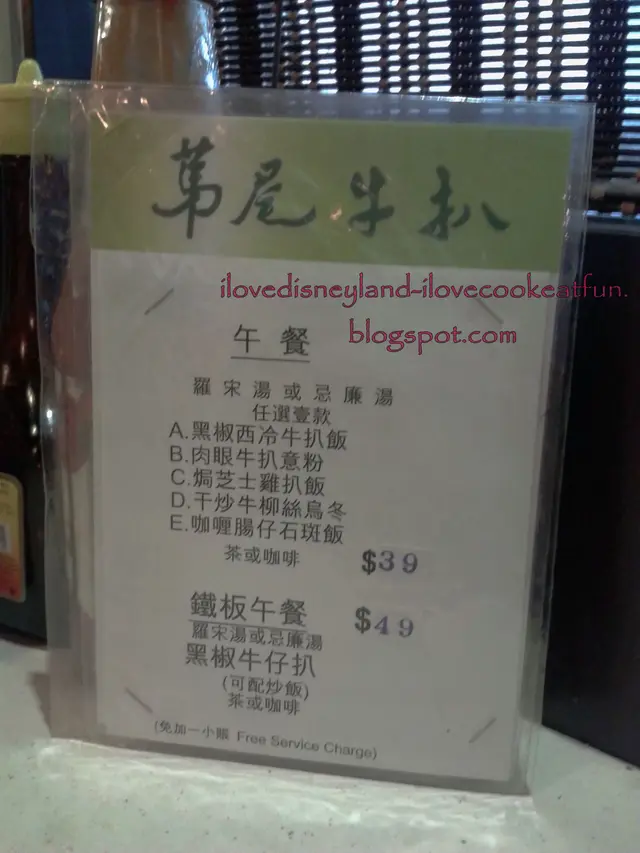 萬尾牛扒
ilovedisneyland-ilovecookeatfun.
blogspot.com
午餐
羅宋湯或忌廉湯
任選壹款
A.黑椒西冷牛扒飯
B.肉眼牛扒意粉
C.焗芝士雞扒飯
D.干炒牛柳絲烏冬
E.咖喱腸仔石斑飯
茶或咖啡 $39
鐵板午餐 $49
羅宋湯或忌廉湯
黑椒牛仔扒
(可配炒飯)
茶或咖啡
(免加一小賬 Free Service Charge)